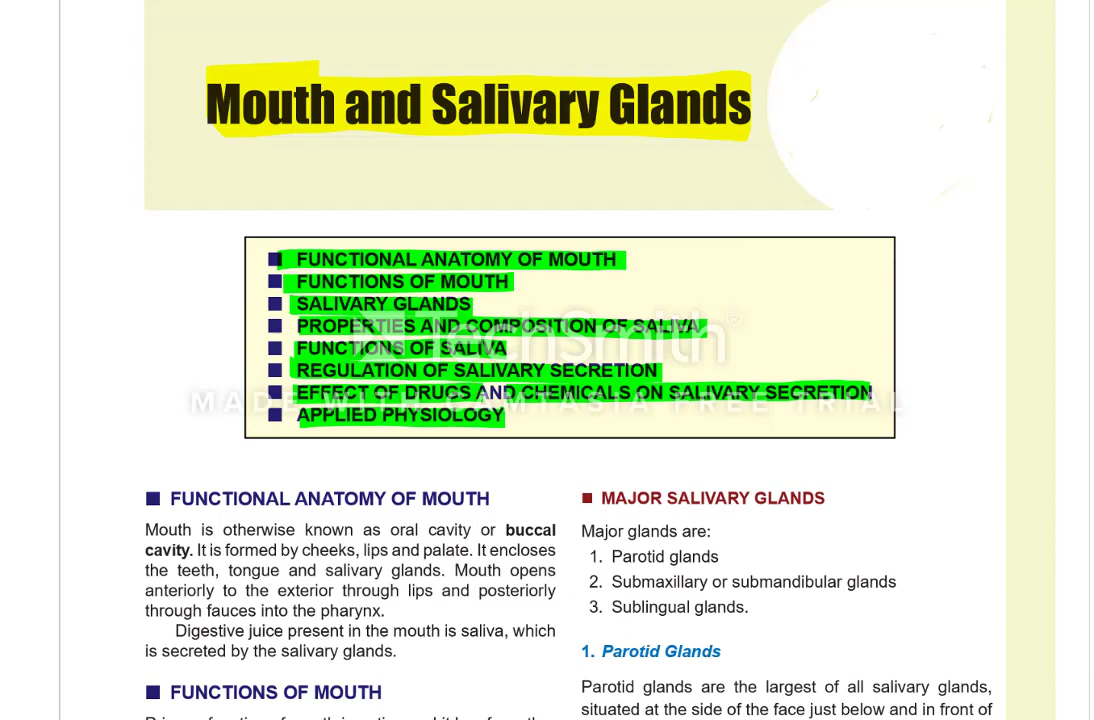 Mouth and Salivary Glands
■ FUNCTIONAL ANATOMY OF MOUTH
■ FUNCTIONS OF MOUTH
■ SALIVARY GLANDS
■ PROPERTIES AND COMPOSITION OF SALIVA
■ FUNCTIONS OF SALIVA
■ REGULATION OF SALIVARY SECRETION
■ EFFECT OF DRUGS AND CHEMICALS ON SALIVARY SECRETION
■ APPLIED PHYSIOLOGY
TechSmith®
MADE WITH CAMTASIA FREE TRIAL
■ FUNCTIONAL ANATOMY OF MOUTH
Mouth is otherwise known as oral cavity or buccal
cavity. It is formed by cheeks, lips and palate. It encloses
the teeth, tongue and salivary glands. Mouth opens
anteriorly to the exterior through lips and posteriorly
through fauces into the pharynx.
Digestive juice present in the mouth is saliva, which
is secreted by the salivary glands.
■ FUNCTIONS OF MOUTH
■ MAJOR SALIVARY GLANDS
Major glands are:
1. Parotid glands
2. Submaxillary or submandibular glands
3. Sublingual glands.
1. Parotid Glands
Parotid glands are the largest of all salivary glands,
situated at the side of the face just below and in front of